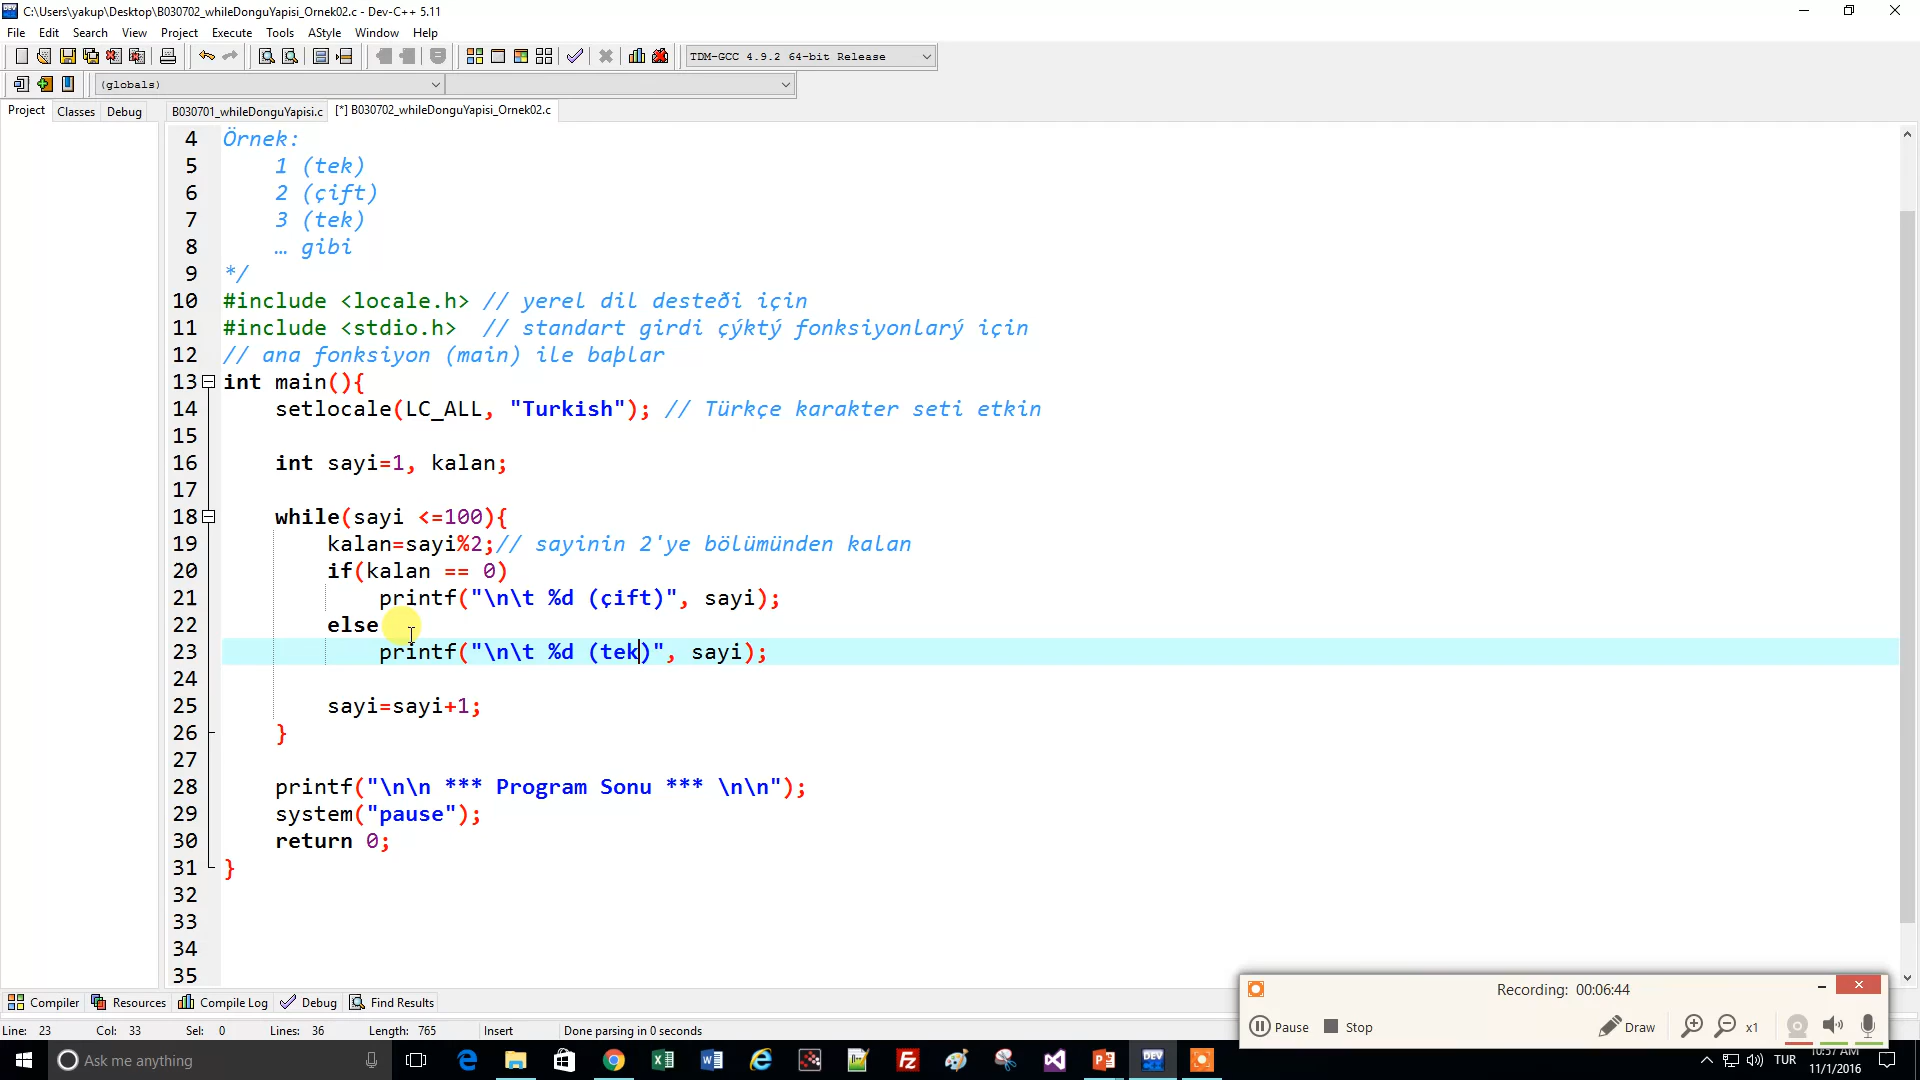 C:\Users\yakup\Desktop\B030702_whileDonguYapisi_Ornek02.c - Dev-C++ 5.11
File Edit Search View Project Execute Tools AStyle Window Help
TDM-GCC 4.9.2 64-bit Release
(globals)
Project Classes Debug B030701_whileDonguYapisi.c [*] B030702_whileDonguYapisi_Ornek02.c
4 Örnek:
5 1 (tek)
6 2 (çift)
7 3 (tek)
8 … gibi
9 */
10 #include <locale.h> // yerel dil desteði için
11 #include <stdio.h>  // standart girdi çýktý fonksiyonlarý için
12 // ana fonksiyon (main) ile baþlar
13 int main(){
14 setlocale(LC_ALL, "Turkish"); // Türkçe karakter seti etkin
15
16 int sayi=1, kalan;
17
18 while(sayi <=100){
19 kalan=sayi%2;// sayinin 2'ye bölümünden kalan
20 if(kalan == 0)
21 printf("\n\t %d (çift)", sayi);
22 else
23 printf("\n\t %d (tek)", sayi);
24
25 sayi=sayi+1;
26 }
27
28 printf("\n\n *** Program Sonu *** \n\n");
29 system("pause");
30 return 0;
31 }
32
33
34
35
Compiler Resources Compile Log Debug Find Results
Line: 23 Col: 33 Sel: 0 Lines: 36 Length: 765 Insert Done parsing in 0 seconds
Recording: 00:06:44
Pause Stop Draw x1
Ask me anything
TUR
10:57 AM
11/1/2016